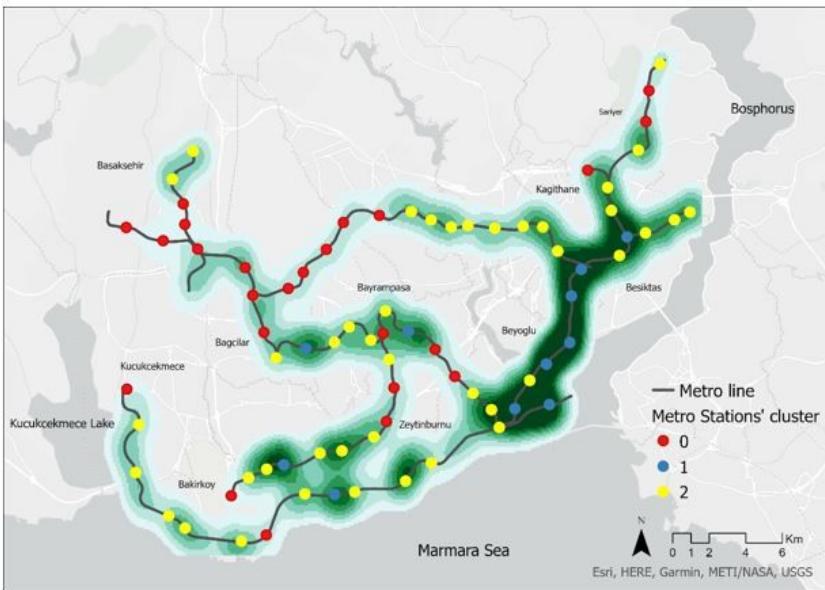 Sariyer
Bosphorus
Basaksehir
Kagithane
Bayrampasa
Besiktas
Beyoglu
Bagcilar
Kucukcekmece
Kucukcekmece Lake
Zeytinburnu
Bakirkoy
Marmara Sea
Metro line
Metro Stations' cluster
0
1
2
N
0 1 2 4 6 Km
Esri, HERE, Garmin, METI/NASA, USGS